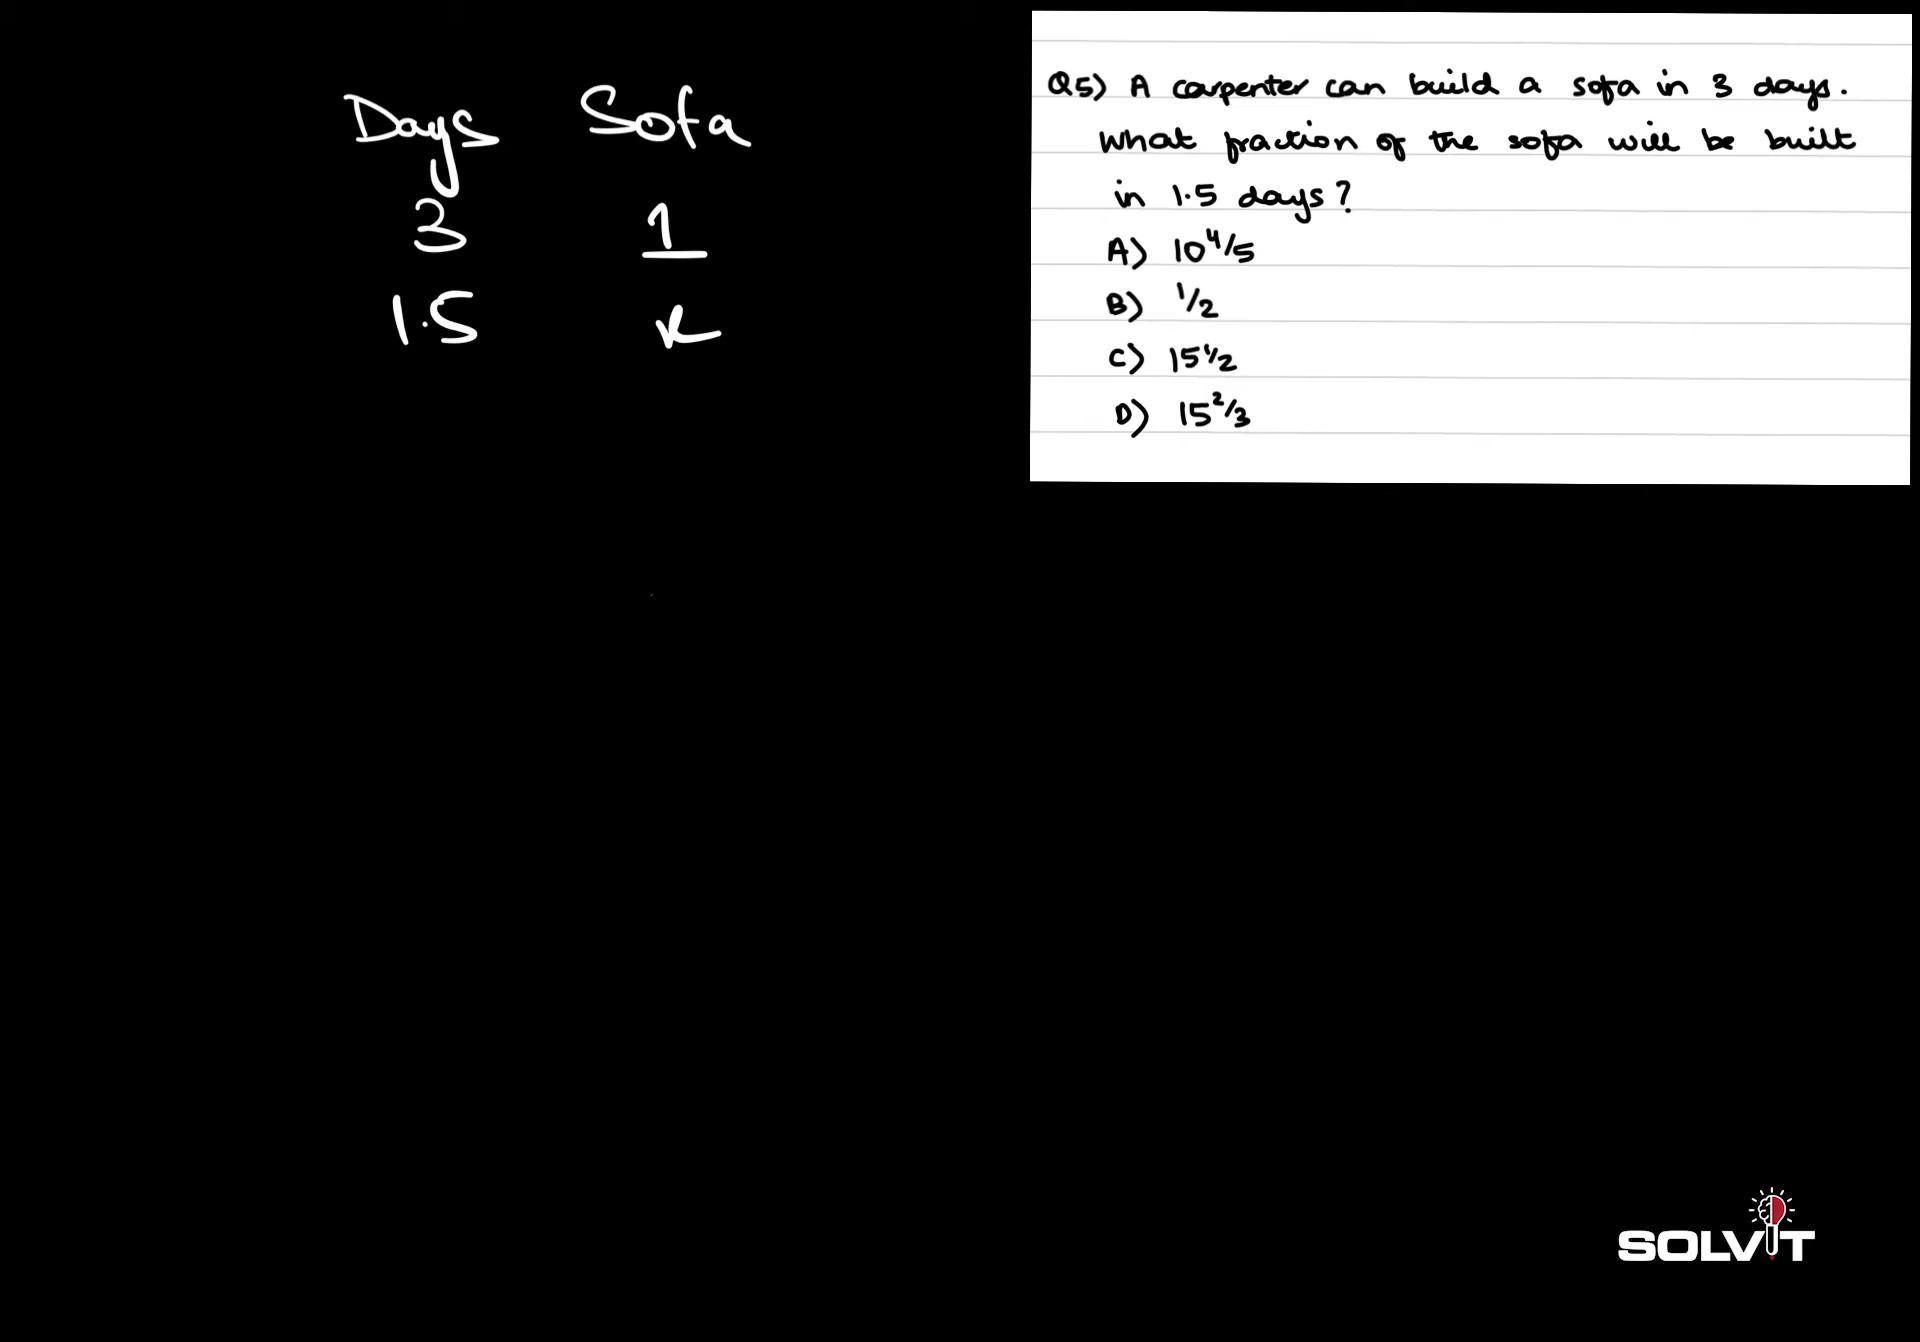 Days Sofa
3 1
1.5
Q5) A carpenter can build a sofa in 3 days.
What fraction of the sofa will be built
in 1.5 days?
A) 10 4/5
B) 1/2
C) 15 1/2
D) 15 2/3
SOLVIT